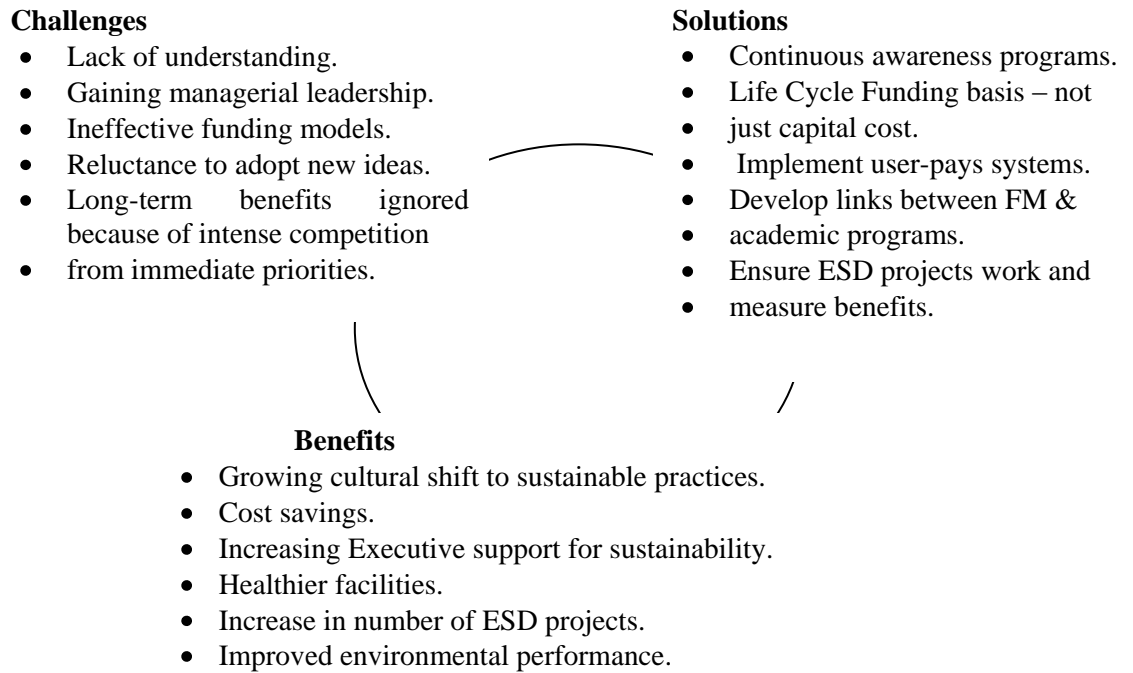 Challenges
• Lack of understanding.
• Gaining managerial leadership.
• Ineffective funding models.
• Reluctance to adopt new ideas.
• Long-term benefits ignored
because of intense competition
• from immediate priorities.
Solutions
• Continuous awareness programs.
• Life Cycle Funding basis – not
• just capital cost.
• Implement user-pays systems.
• Develop links between FM &
• academic programs.
• Ensure ESD projects work and
• measure benefits.
Benefits
• Growing cultural shift to sustainable practices.
• Cost savings.
• Increasing Executive support for sustainability.
• Healthier facilities.
• Increase in number of ESD projects.
• Improved environmental performance.